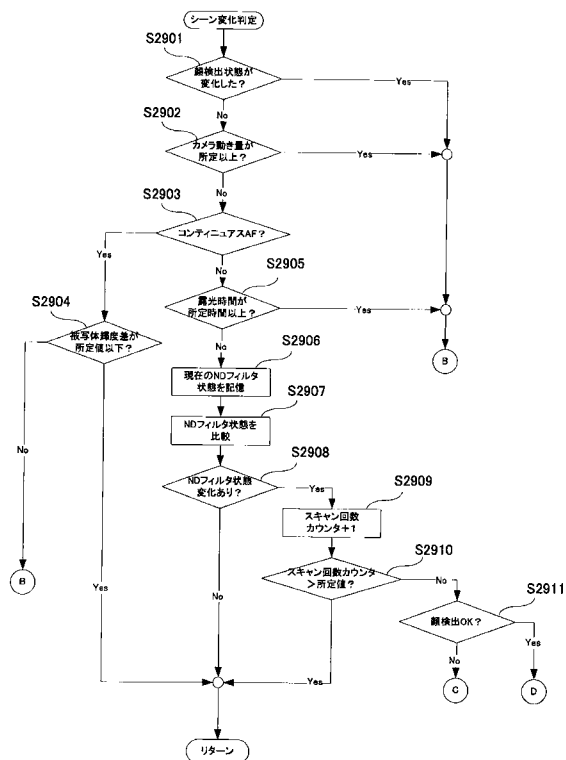 シーン変化判定
S2901
顔検出状態が
変化した?
Yes
No
S2902
カメラ動き量が
所定以上?
Yes
No
S2903
コンティニュアスAF?
Yes
No
S2904
被写体輝度差が
所定値以下?
No
Yes
B
S2905
露光時間が
所定時間以上?
Yes
No
B
S2906
現在のNDフィルタ
状態を記憶
S2907
NDフィルタ状態を
比較
S2908
NDフィルタ状態
変化あり?
Yes
No
S2909
スキャン回数
カウンタ+1
S2910
スキャン回数カウンタ
>所定値?
No
Yes
S2911
顔検出OK?
No
Yes
C
D
リターン